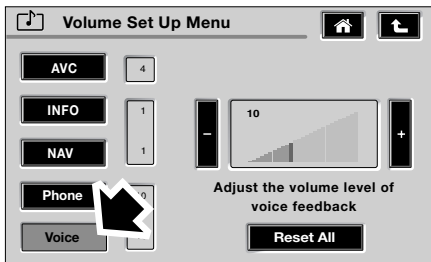 Volume Set Up Menu
AVC
4
INFO
1
NAV
1
Phone
Voice
10
−
+
Adjust the volume level of
voice feedback
Reset All